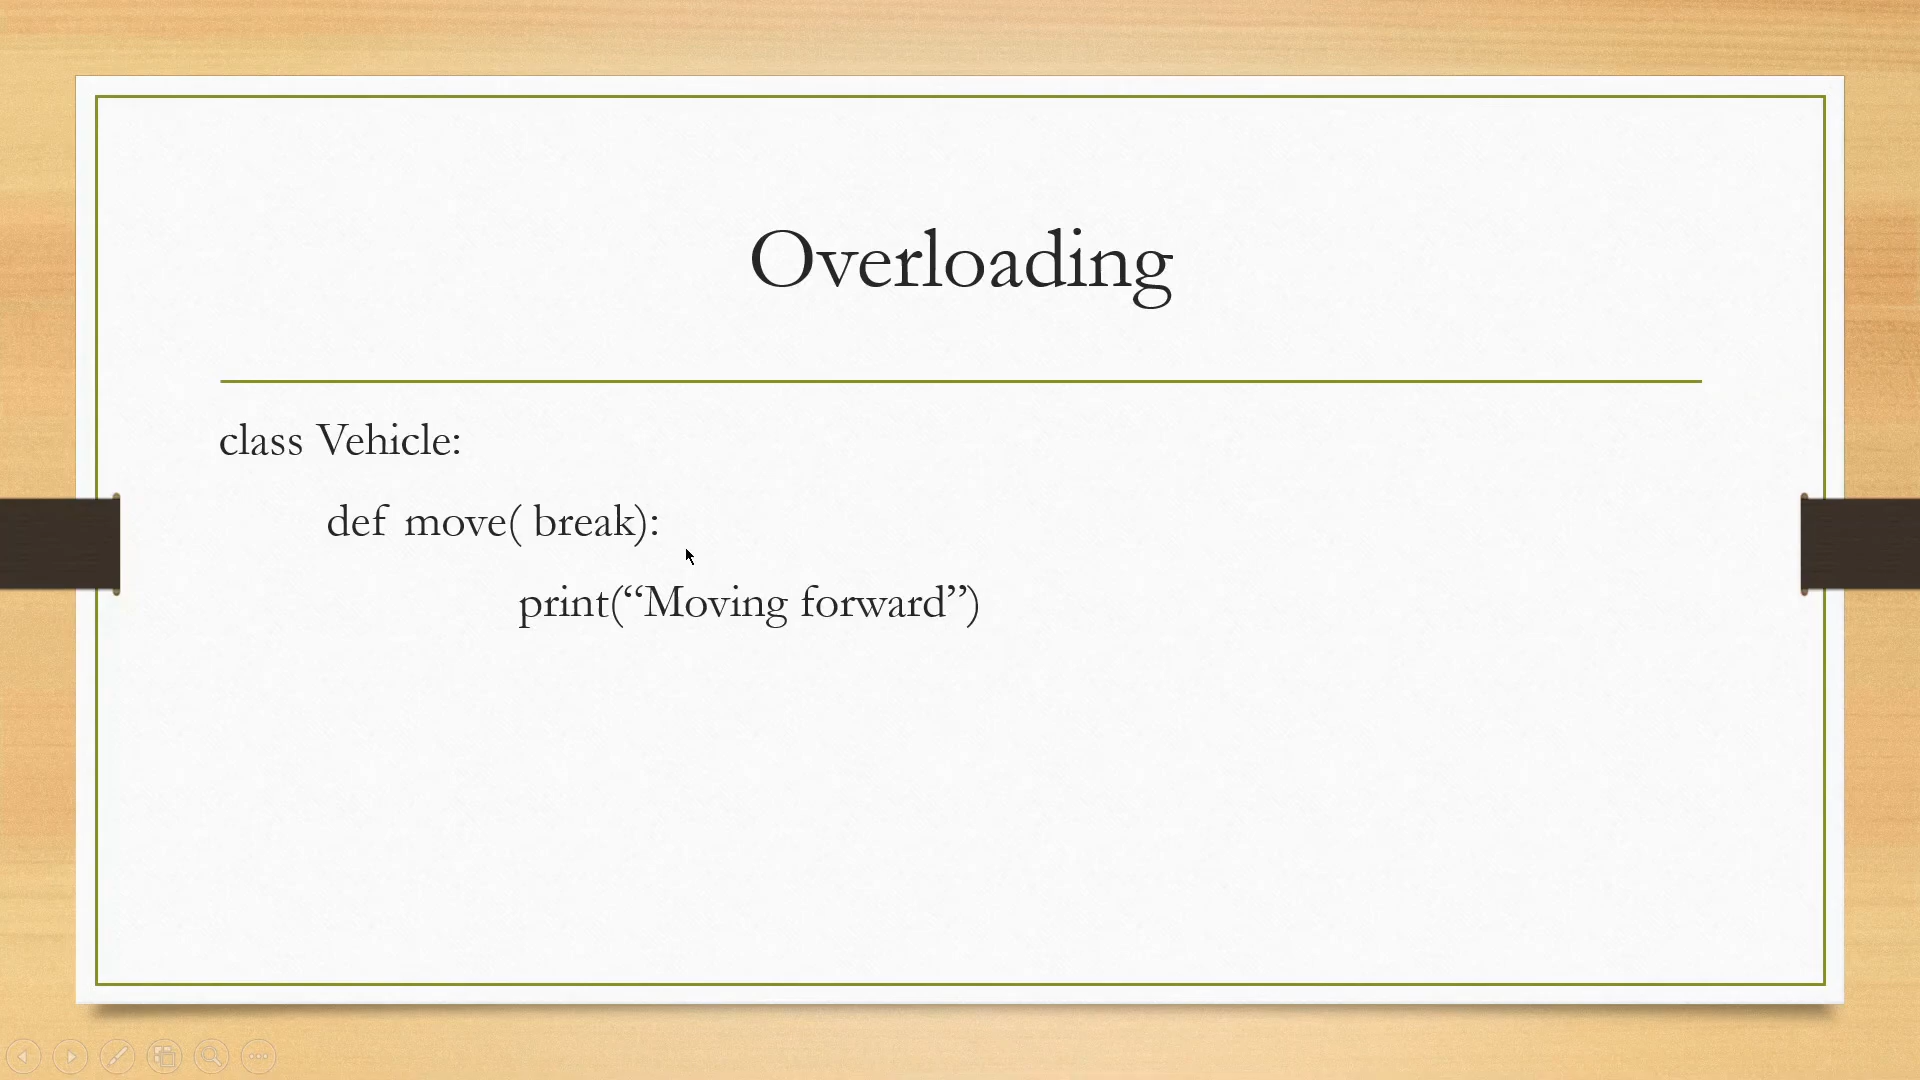 Overloading
class Vehicle:
def move( break):
print(“Moving forward”)